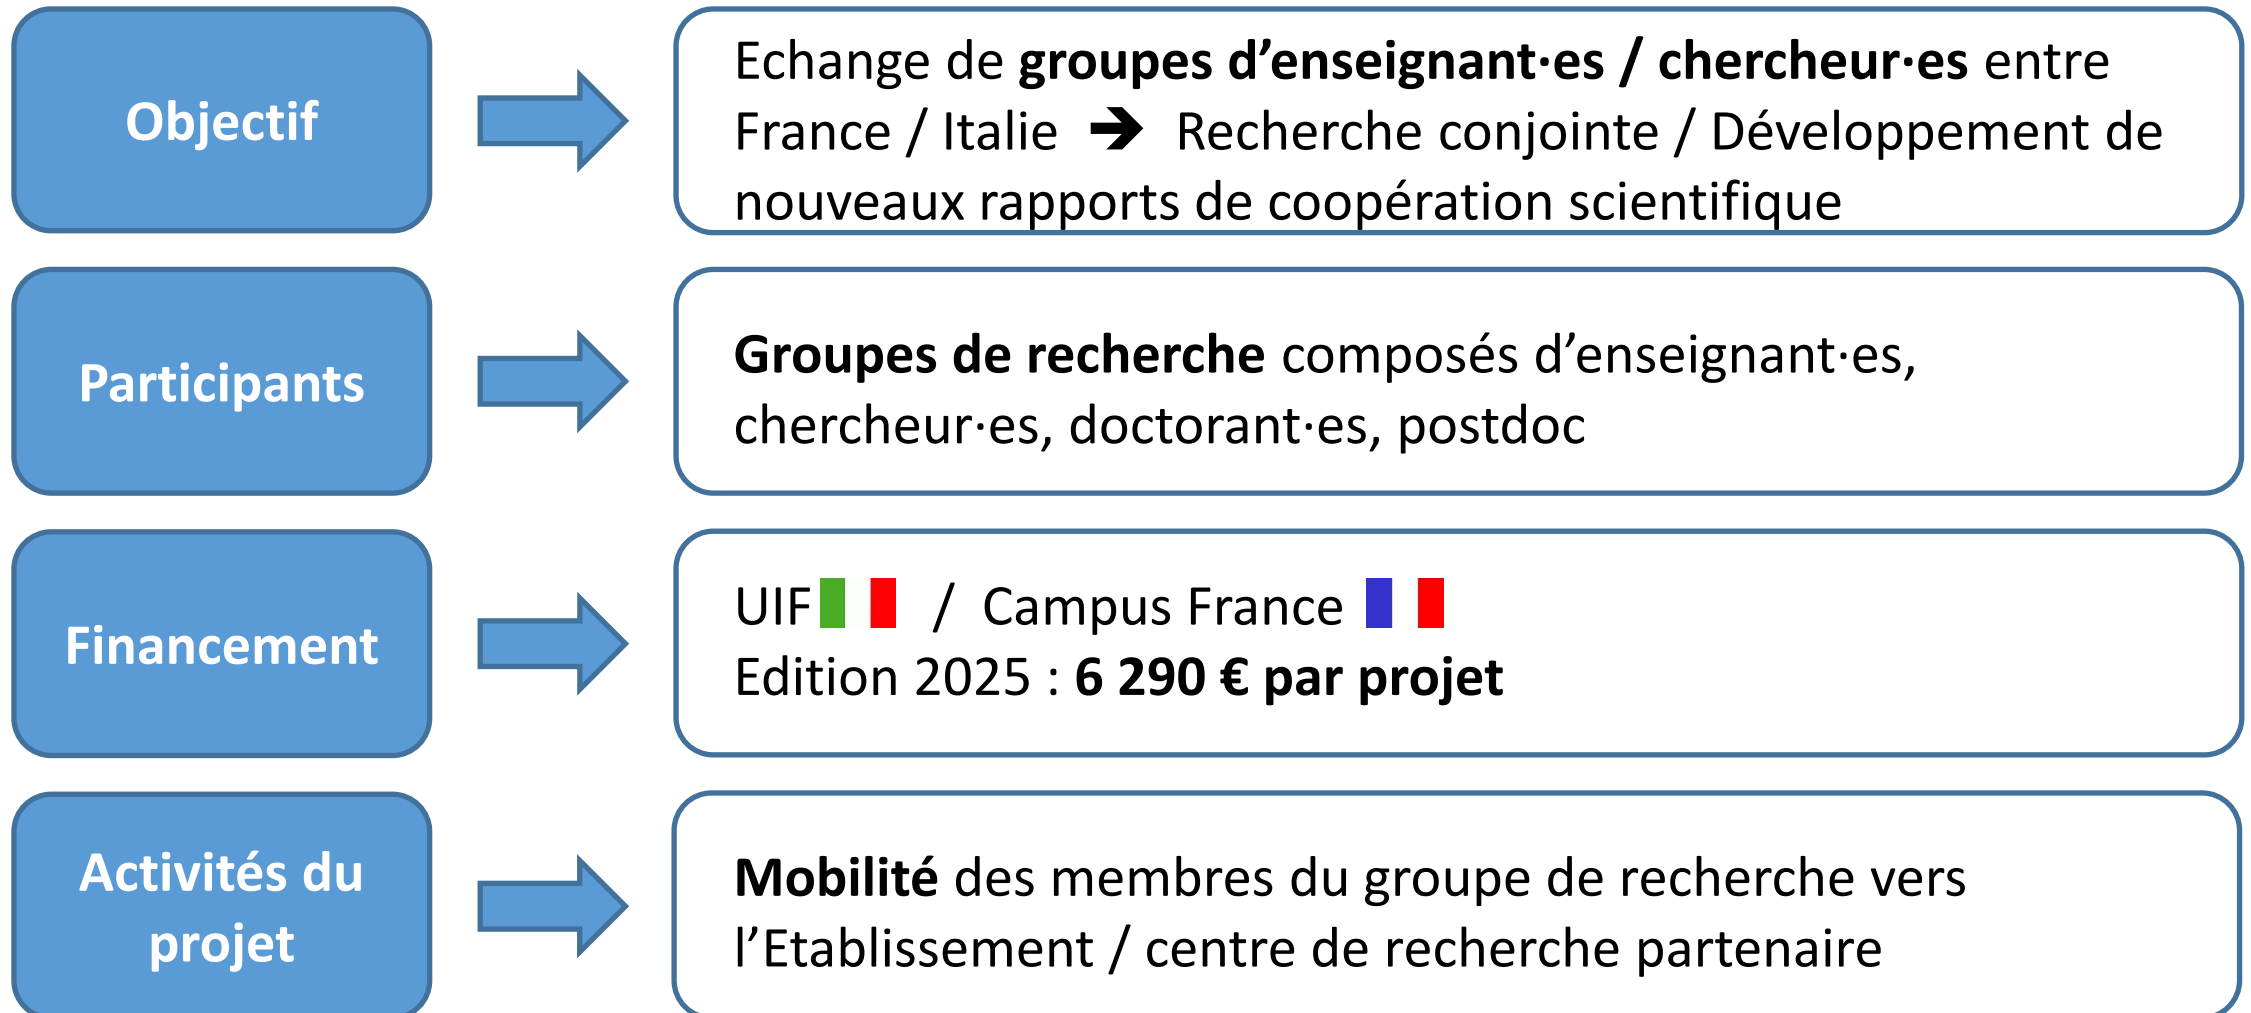 Objectif
Echange de groupes d’enseignant·es / chercheur·es entre
France / Italie ➔ Recherche conjointe / Développement de
nouveaux rapports de coopération scientifique
Participants
Groupes de recherche composés d’enseignant·es,
chercheur·es, doctorant·es, postdoc
Financement
UIF / Campus France
Edition 2025 : 6 290 € par projet
Activités du
projet
Mobilité des membres du groupe de recherche vers
l’Etablissement / centre de recherche partenaire